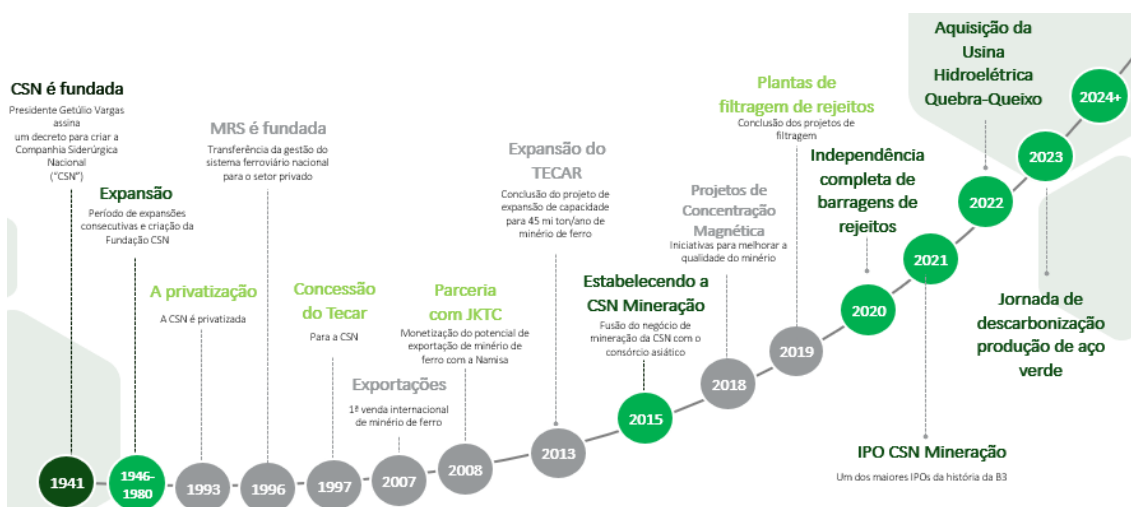 CSN é fundada
Presidente Getúlio Vargas
assina
um decreto para criar a
Companhia Siderúrgica
Nacional
("CSN")
1941
Expansão
Período de expansões
consecutivas e criação da
Fundação CSN
1946-
1980
A privatização
A CSN é privatizada
1993
MRS é fundada
Transferência da gestão do
sistema ferroviário nacional
para o setor privado
1996
Concessão
do Tecar
Para a CSN
1997
Exportações
1ª venda internacional
de minério de ferro
2007
Parceria
com JKTC
Monetização do potencial de
exportação de minério de
ferro com a Namisa
2008
Expansão do
TECAR
Conclusão do projeto de
expansão de capacidade
para 45 mi ton/ano de
minério de ferro
2013
Estabelecendo a
CSN Mineração
Fusão do negócio de
mineração da CSN com o
consórcio asiático
2015
Projetos de
Concentração
Magnética
Iniciativas para melhorar a
qualidade do minério
2018
Plantas de
filtragem de rejeitos
Conclusão dos projetos de
filtragem
2019
Independência
completa de
barragens de
rejeitos
2020
2021
IPO CSN Mineração
Um dos maiores IPOs da história da B3
Aquisição da
Usina
Hidroelétrica
Quebra-Queixo
2022
2023
Jornada de
descarbonização
produção de aço
verde
2024+